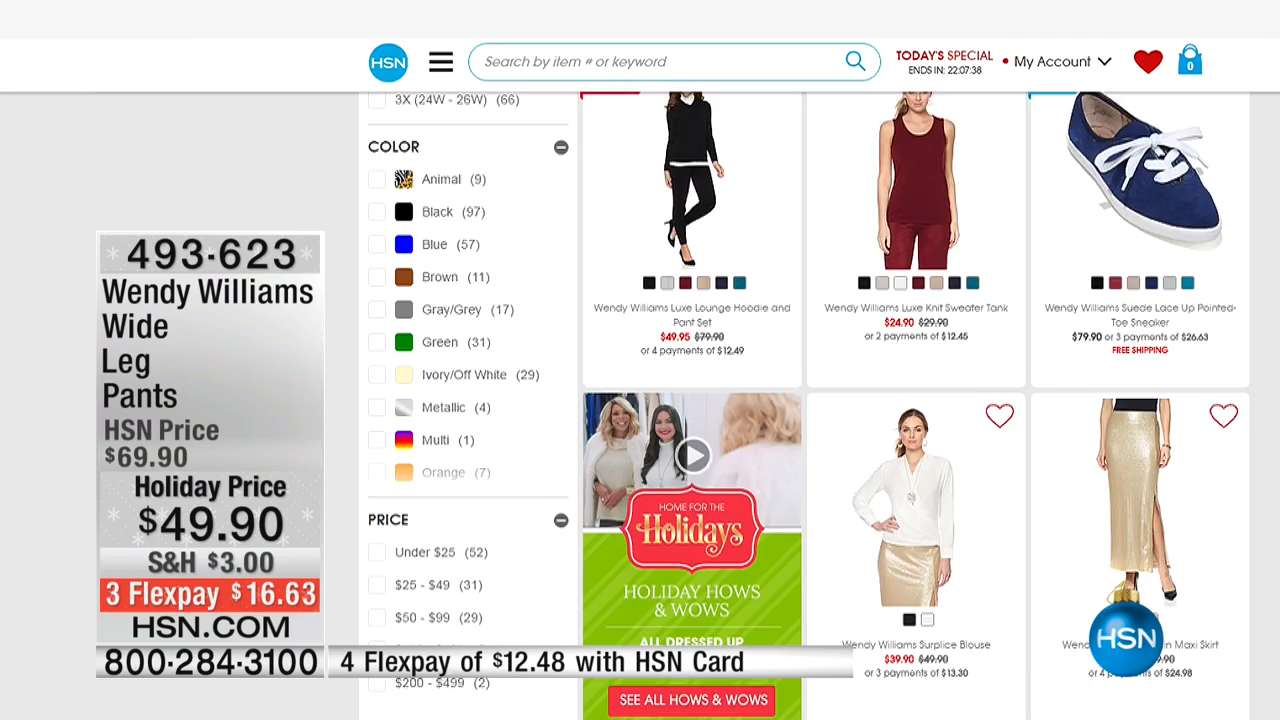 HSN
Search by item # or keyword
TODAY'S SPECIAL
ENDS IN: 22:07:38
My Account
0
3X (24W - 26W) (66)
COLOR
Animal (9)
Black (97)
Blue (57)
Brown (11)
Gray/Grey (17)
Green (31)
Ivory/Off White (29)
Metallic (4)
Multi (1)
Orange (7)
PRICE
Under $25 (52)
$25 - $49 (31)
$50 - $99 (29)
$200 - $499 (2)
Wendy Williams Luxe Lounge Hoodie and
Pant Set
$49.95 $79.90
or 4 payments of $12.49
Wendy Williams Luxe Knit Sweater Tank
$24.90 $29.90
or 2 payments of $12.45
Wendy Williams Suede Lace Up Pointed-
Toe Sneaker
$79.90 or 3 payments of $26.63
FREE SHIPPING
HOME FOR THE
Holidays
HOLIDAY HOWS
& WOWS
ALL DRESSED UP
SEE ALL HOWS & WOWS
Wendy Williams Surplice Blouse
$39.90 $49.90
or 3 payments of $13.30
Maxi Skirt
$24.98
HSN
493-623
Wendy Williams
Wide
Leg
Pants
HSN Price
$69.90
Holiday Price
$49.90
S&H $3.00
3 Flexpay $16.63
HSN.COM
800-284-3100
4 Flexpay of $12.48 with HSN Card